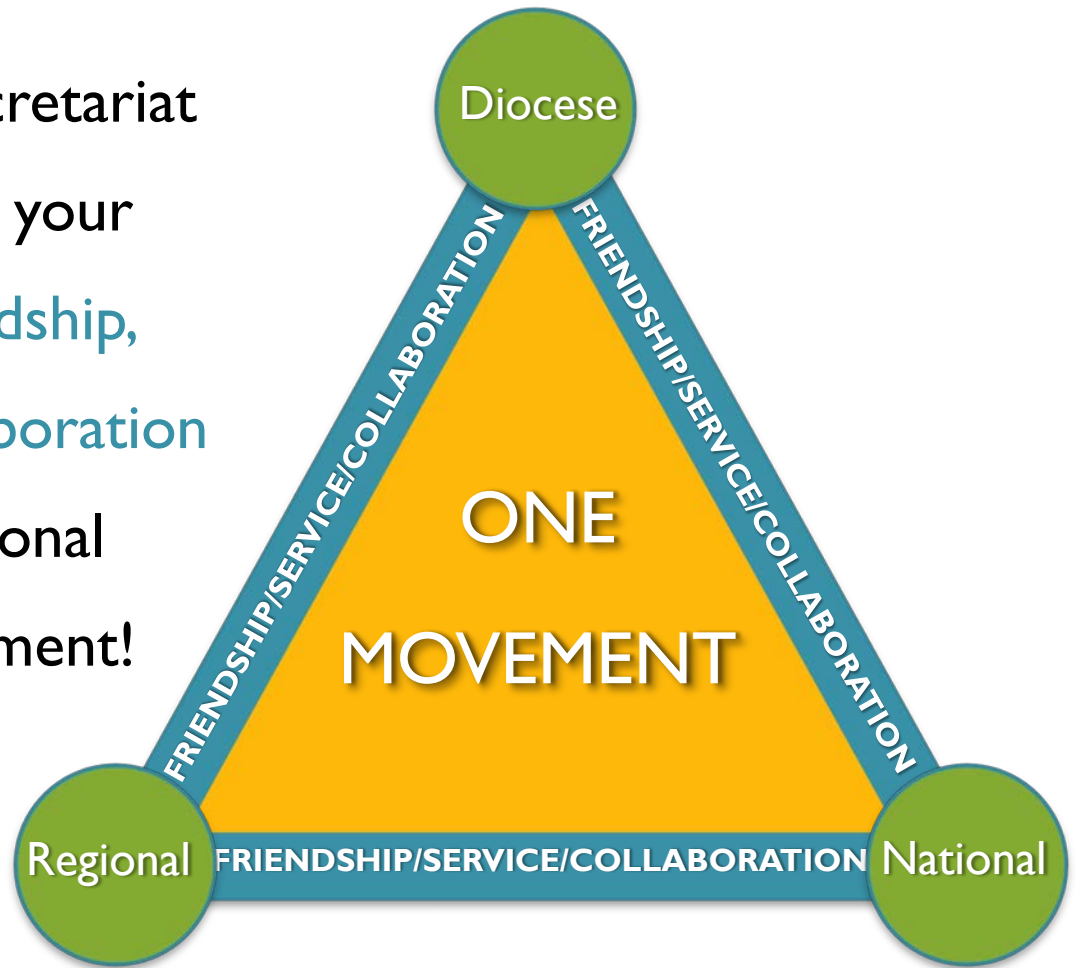 cretariat
your
dship,
boration
onal
ment!
Diocese
FRIENDSHIP/SERVICE/COLLABORATION
FRIENDSHIP/SERVICE/COLLABORATION
ONE
MOVEMENT
Regional
FRIENDSHIP/SERVICE/COLLABORATION
National